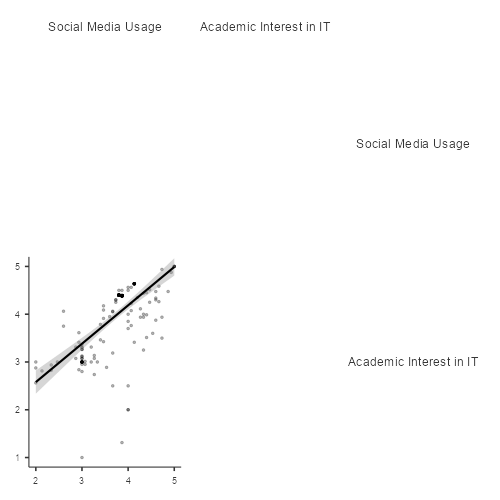 Social Media Usage Academic Interest in IT
Social Media Usage
5
4
Academic Interest in IT
3
2
1
2 3 4 5